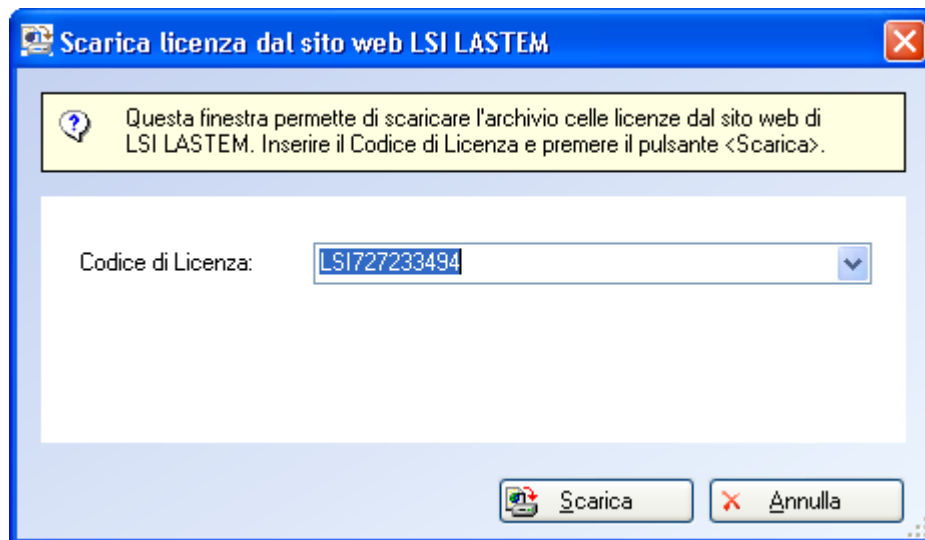 Scarica licenza dal sito web LSI LASTEM
Questa finestra permette di scaricare l'archivio celle licenze dal sito web di
LSI LASTEM. Inserire il Codice di Licenza e premere il pulsante <Scarica>.
Codice di Licenza:
LSI727233494
Scarica
Annulla